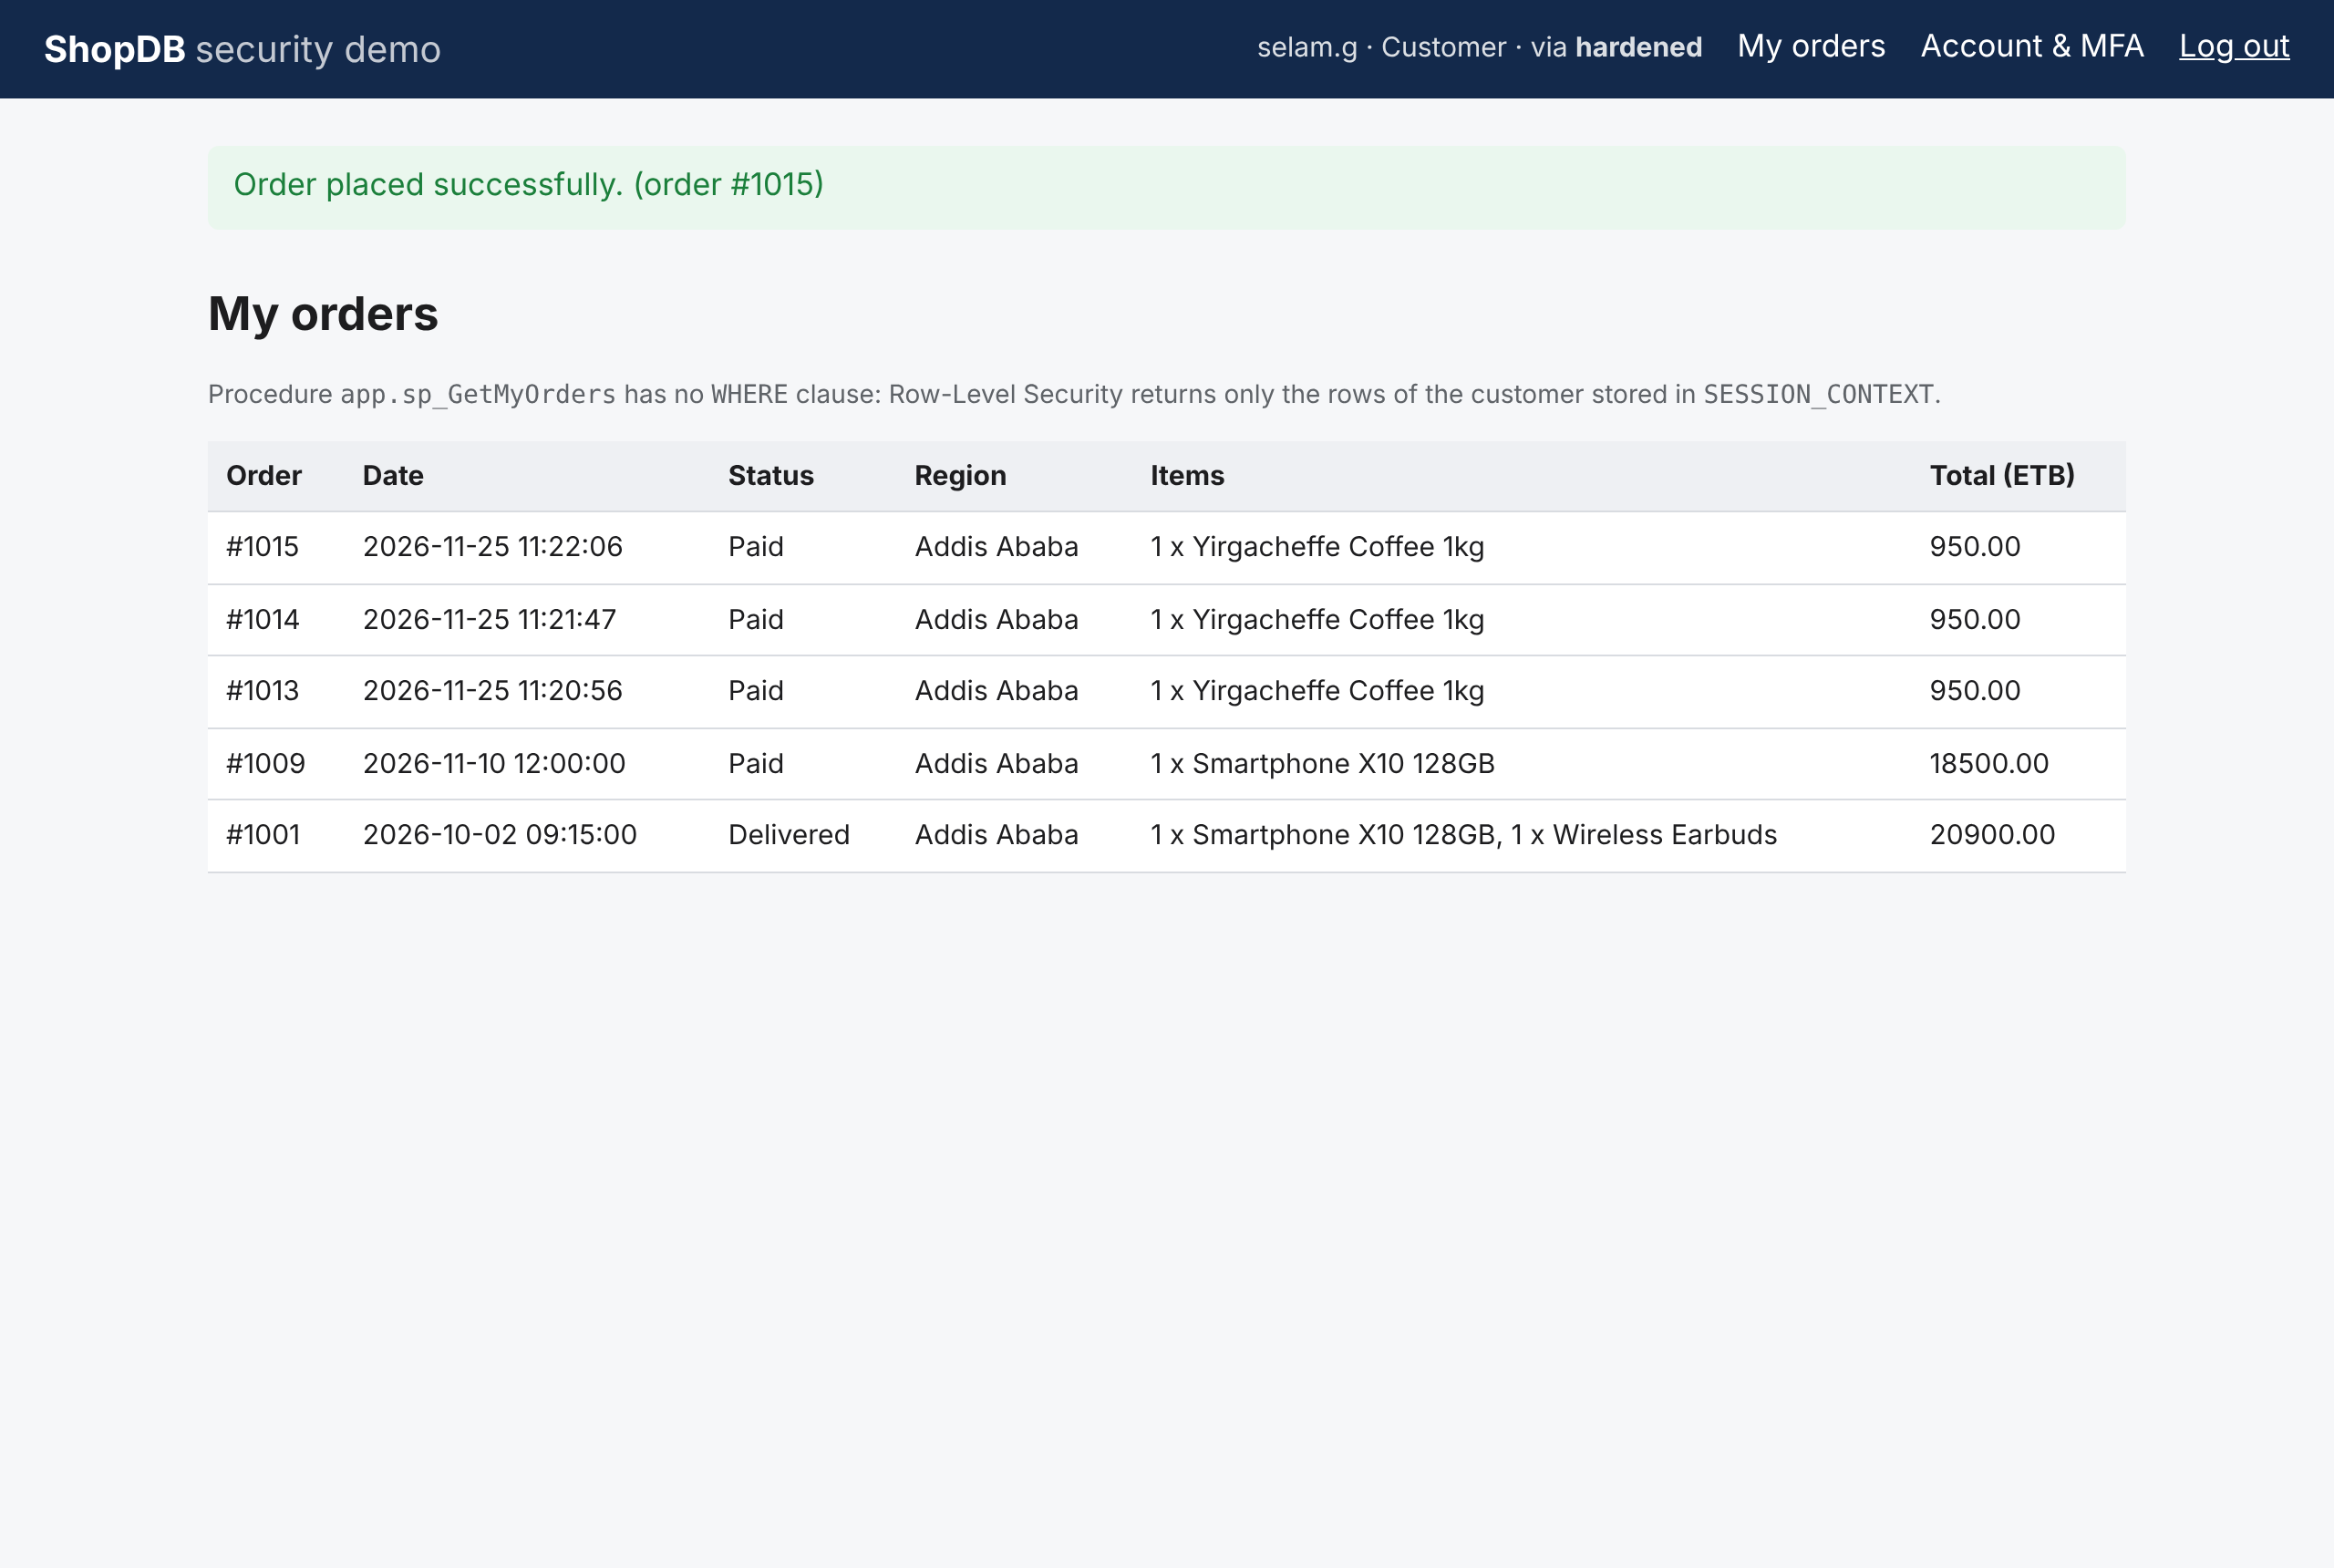 ShopDB security demo
selam.g · Customer · via hardened My orders Account & MFA Log out
Order placed successfully. (order #1015)
My orders
Procedure app.sp_GetMyOrders has no WHERE clause: Row-Level Security returns only the rows of the customer stored in SESSION_CONTEXT.
Order Date Status Region Items Total (ETB)
#1015 2026-11-25 11:22:06 Paid Addis Ababa 1 x Yirgacheffe Coffee 1kg 950.00
#1014 2026-11-25 11:21:47 Paid Addis Ababa 1 x Yirgacheffe Coffee 1kg 950.00
#1013 2026-11-25 11:20:56 Paid Addis Ababa 1 x Yirgacheffe Coffee 1kg 950.00
#1009 2026-11-10 12:00:00 Paid Addis Ababa 1 x Smartphone X10 128GB 18500.00
#1001 2026-10-02 09:15:00 Delivered Addis Ababa 1 x Smartphone X10 128GB, 1 x Wireless Earbuds 20900.00